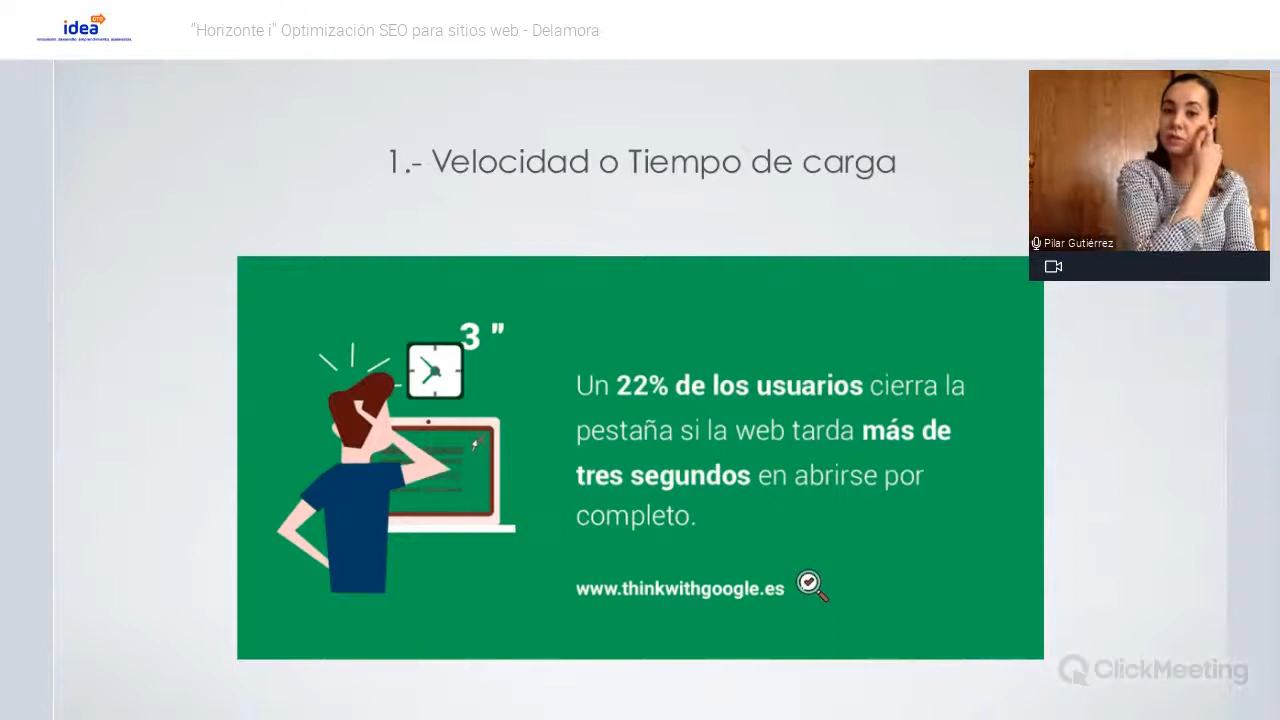 idea GTO
"Horizonte i" Optimización SEO para sitios web - Delamora
1.- Velocidad o Tiempo de carga
Pilar Gutiérrez
3 "
Un 22% de los usuarios cierra la
pestaña si la web tarda más de
tres segundos en abrirse por
completo.
www.thinkwithgoogle.es
ClickMeeting